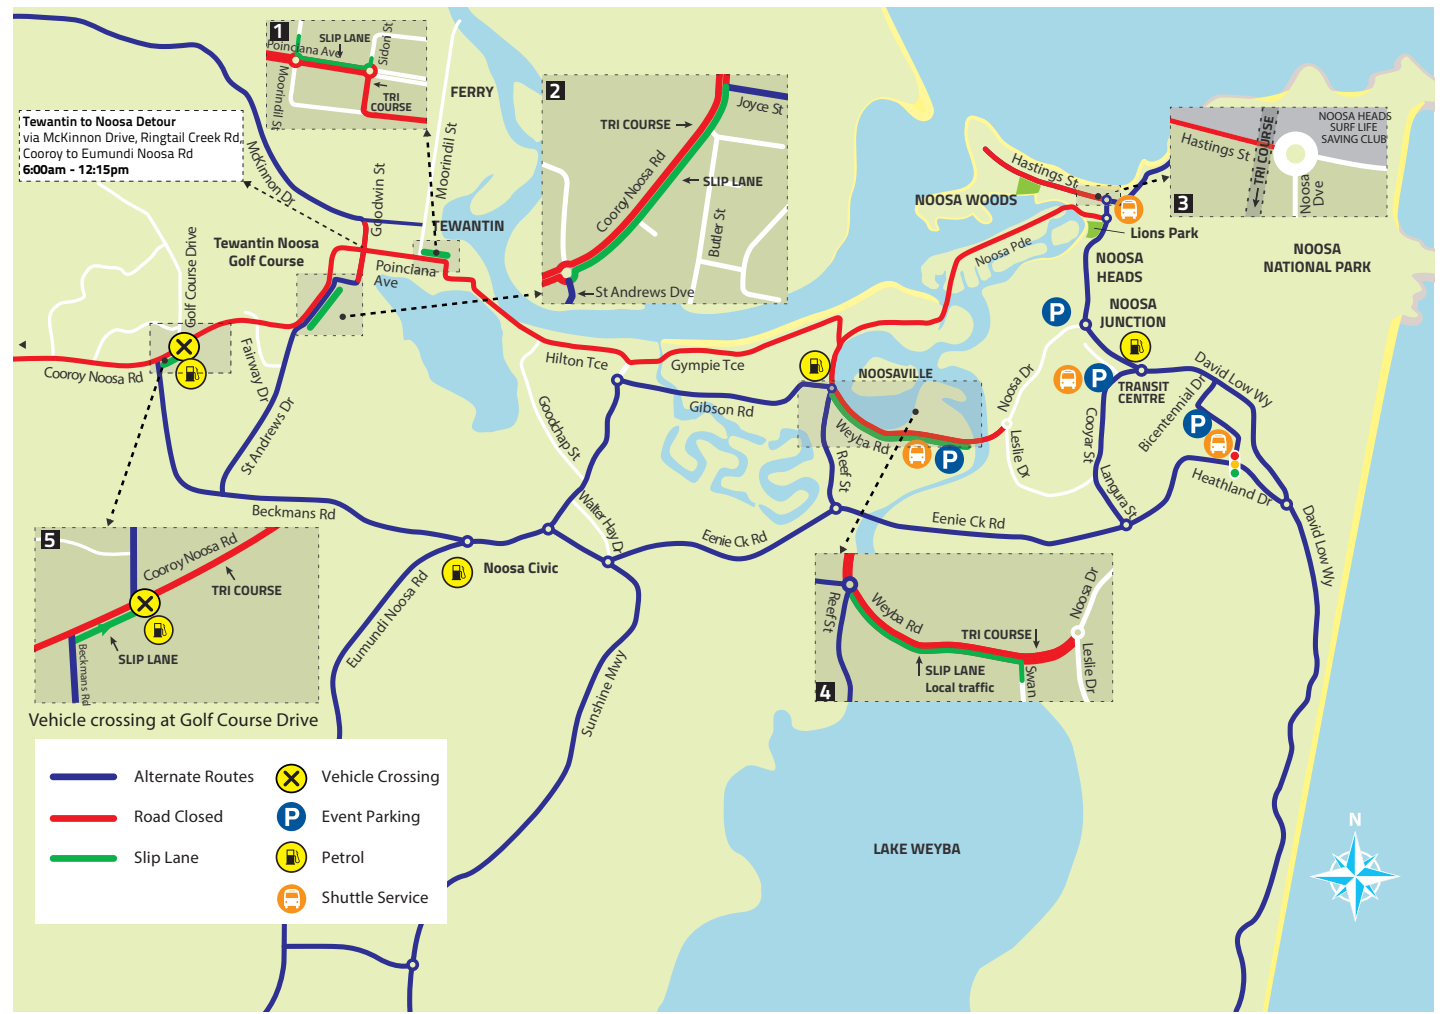 1
Poinciana Ave
SLIP LANE
Sidon St
Moorindil St
TRI
COURSE
FERRY
Moorindil St
Tewantin to Noosa Detour
via McKinnon Drive, Ringtail Creek Rd,
Cooroy to Eumundi Noosa Rd
6:00am - 12:15pm
McKinnon Dr
Goodwin St
TEWANTIN
Tewantin Noosa
Golf Course
Poinciana
Ave
Golf Course Drive
Cooroy Noosa Rd
Fairway Dr
St Andrews Dr
2
Joyce St
TRI COURSE
Cooroy Noosa Rd
SLIP LANE
Butler St
St Andrews Dve
3
NOOSA HEADS
SURF LIFE
SAVING CLUB
Hastings St
TRI COURSE
Noosa
Dve
Hastings St
NOOSA WOODS
Lions Park
NOOSA
NATIONAL PARK
Noosa Pde
NOOSA
HEADS
P
NOOSA
JUNCTION
Hilton Tce
Gympie Tce
NOOSAVILLE
Gibson Rd
Weyba Rd
P
Noosa Dr
Leslie Dr
P
TRANSIT
CENTRE
David Low Wy
Bicentennial Dr
P
Cooyar St
Langura St
Heathland Dr
David Low Wy
Goodchap St
Walter Hay Dr
Reef St
Eenie Ck Rd
Eenie Ck Rd
Beckmans Rd
Noosa Civic
Eumundi Noosa Rd
Sunshine Mwy
5
Cooroy Noosa Rd
TRI COURSE
SLIP LANE
Beckmans Rd
Vehicle crossing at Golf Course Drive
4
Reef St
Weyba Rd
TRI COURSE
SLIP LANE
Local traffic
Swan
Noosa Dr
Leslie Dr
LAKE WEYBA
N
Alternate Routes
Vehicle Crossing
Road Closed
P
Event Parking
Slip Lane
Petrol
Shuttle Service